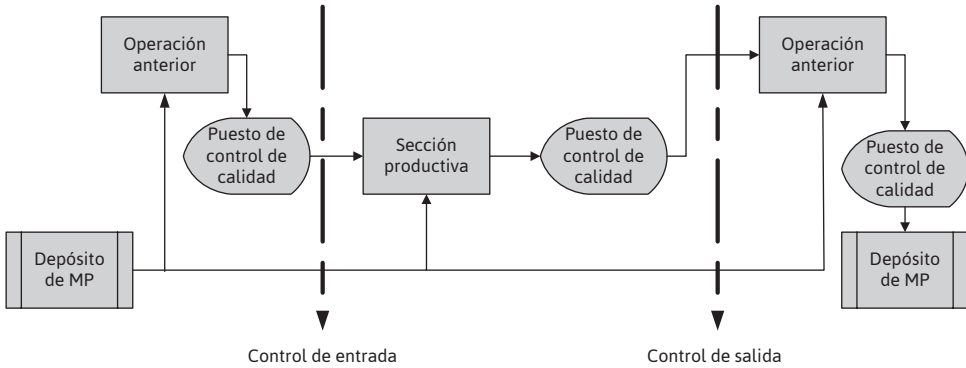 Operación
anterior
Puesto de
control de
calidad
Sección
productiva
Puesto de
control de
calidad
Operación
anterior
Puesto de
control de
calidad
Depósito
de MP
Depósito
de MP
Control de entrada
Control de salida